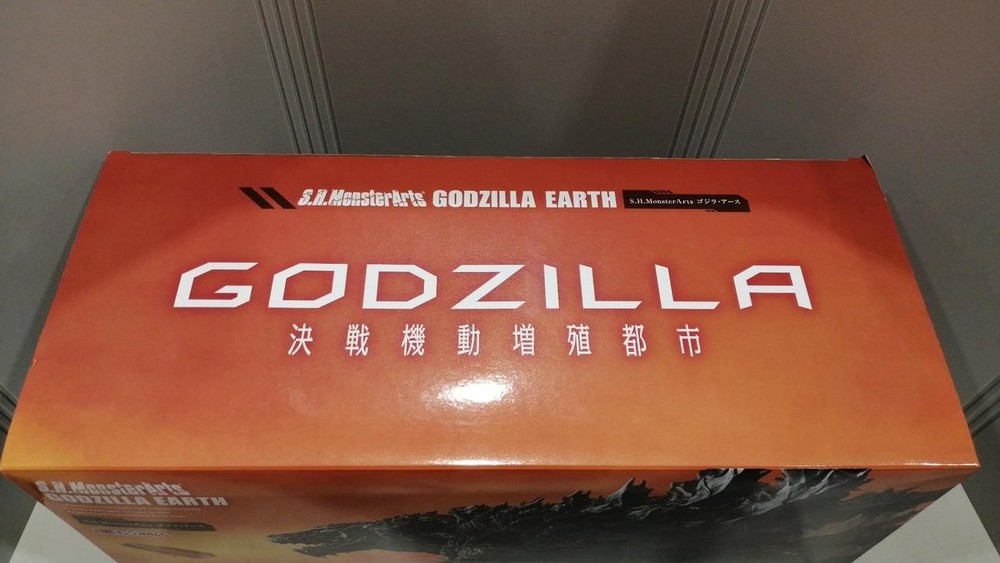 S.H.MonsterArts GODZILLA EARTH S.H.MonsterArts ゴジラ・アース
GODZILLA
決戦機動増殖都市
S.H.MonsterArts
GODZILLA EARTH